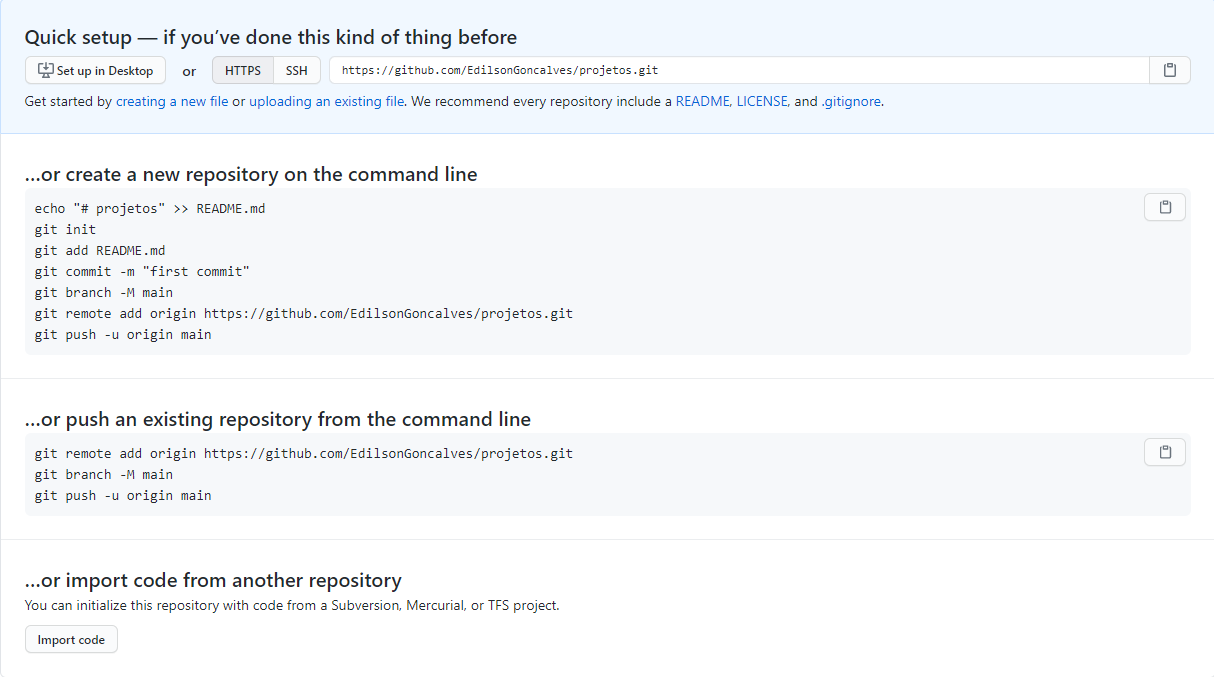 Quick setup — if you’ve done this kind of thing before
Set up in Desktop or HTTPS SSH https://github.com/EdilsonGoncalves/projetos.git
Get started by creating a new file or uploading an existing file. We recommend every repository include a README, LICENSE, and .gitignore.
…or create a new repository on the command line
echo "# projetos" >> README.md
git init
git add README.md
git commit -m "first commit"
git branch -M main
git remote add origin https://github.com/EdilsonGoncalves/projetos.git
git push -u origin main
…or push an existing repository from the command line
git remote add origin https://github.com/EdilsonGoncalves/projetos.git
git branch -M main
git push -u origin main
…or import code from another repository
You can initialize this repository with code from a Subversion, Mercurial, or TFS project.
Import code